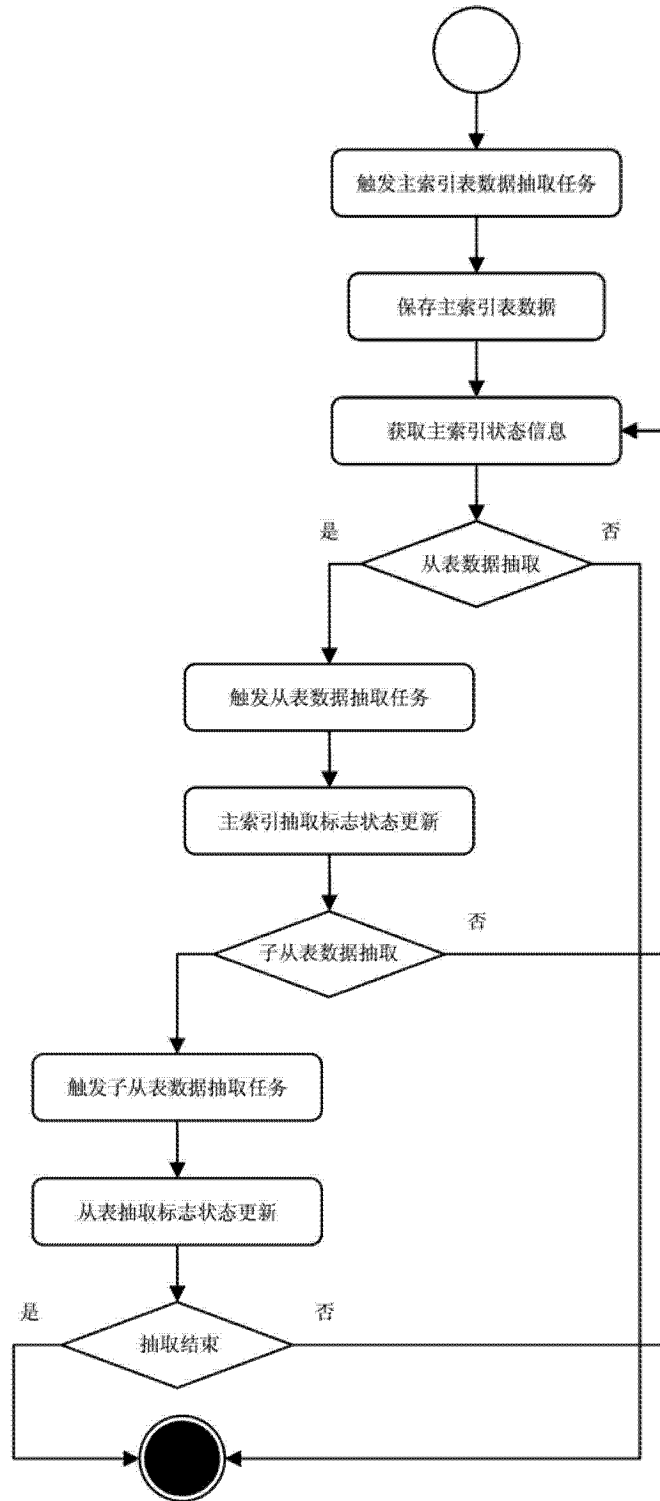 触发主索引表数据抽取任务
保存主索引表数据
获取主索引状态信息
是
否
从表数据抽取
触发从表数据抽取任务
主索引抽取标志状态更新
否
子从表数据抽取
触发子从表数据抽取任务
从表抽取标志状态更新
是
否
抽取结束